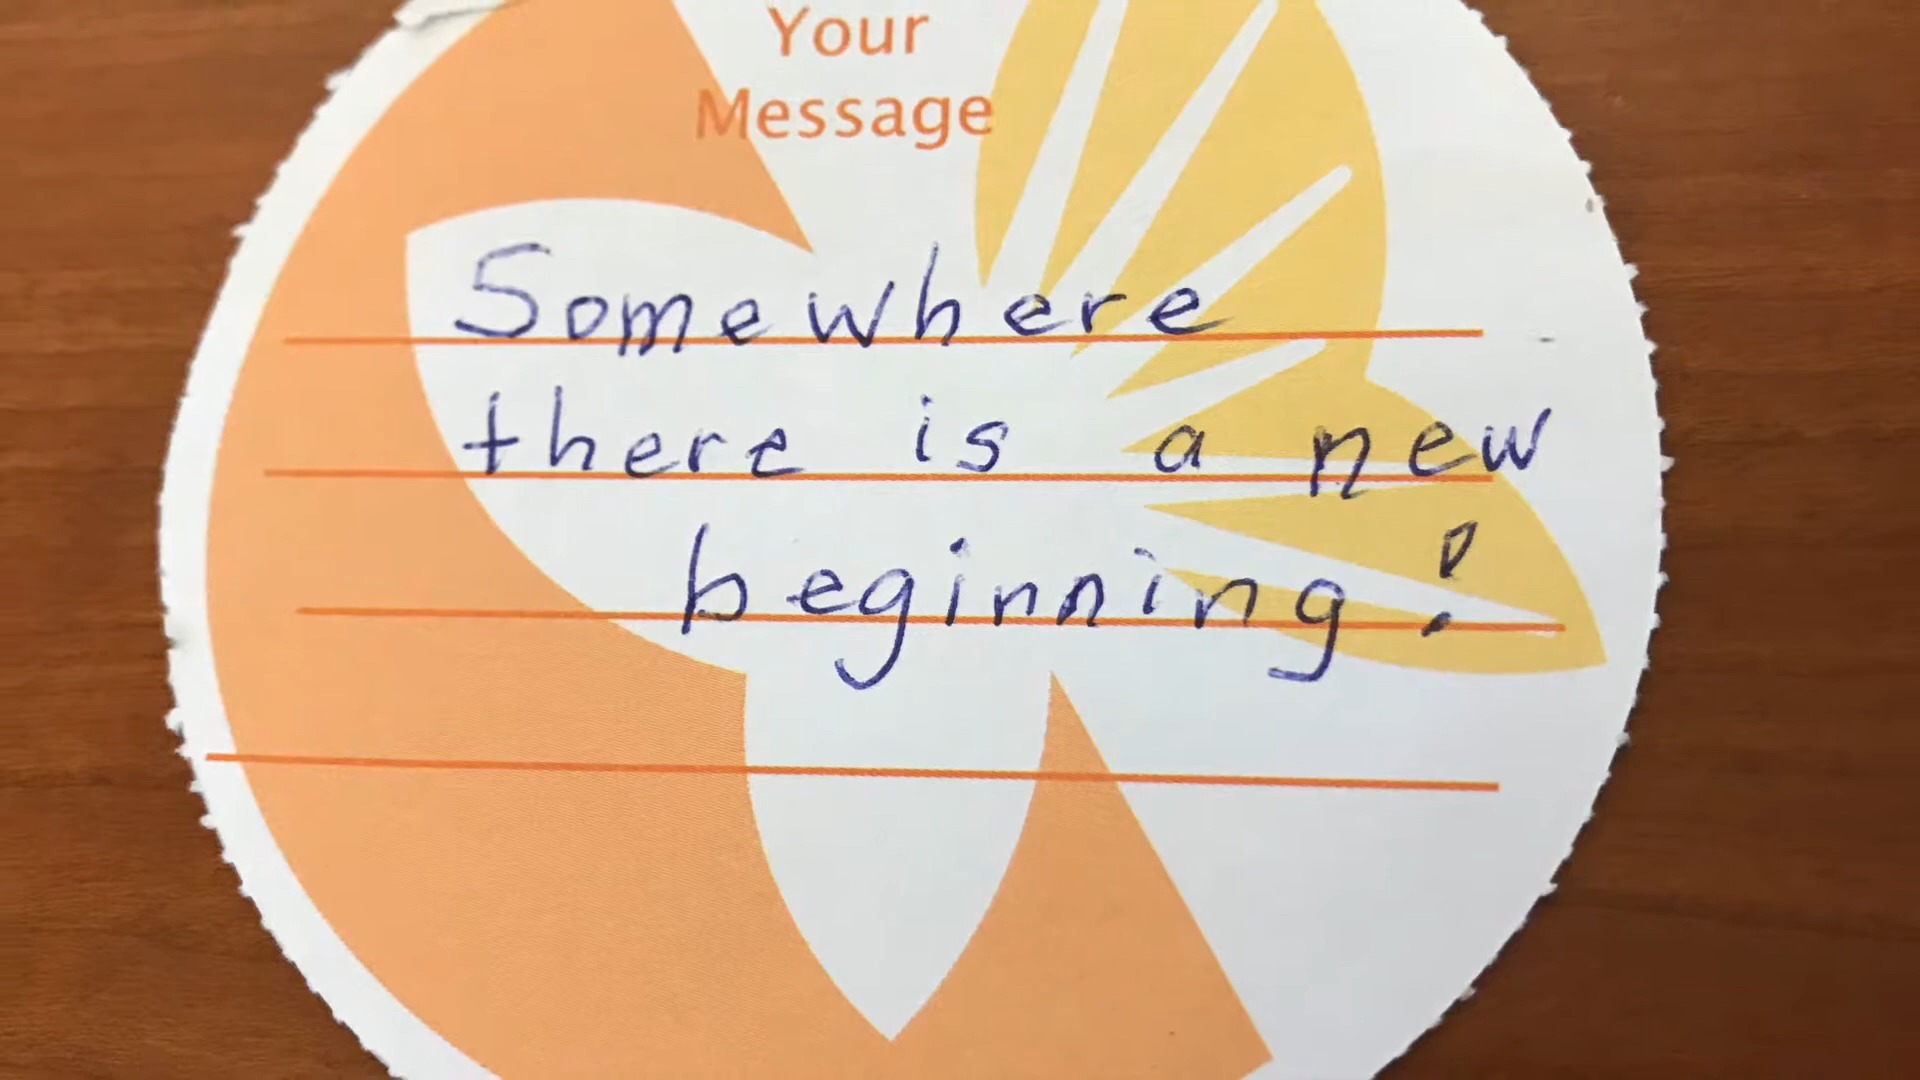 Your
Message
Somewhere
there is a new
beginning!